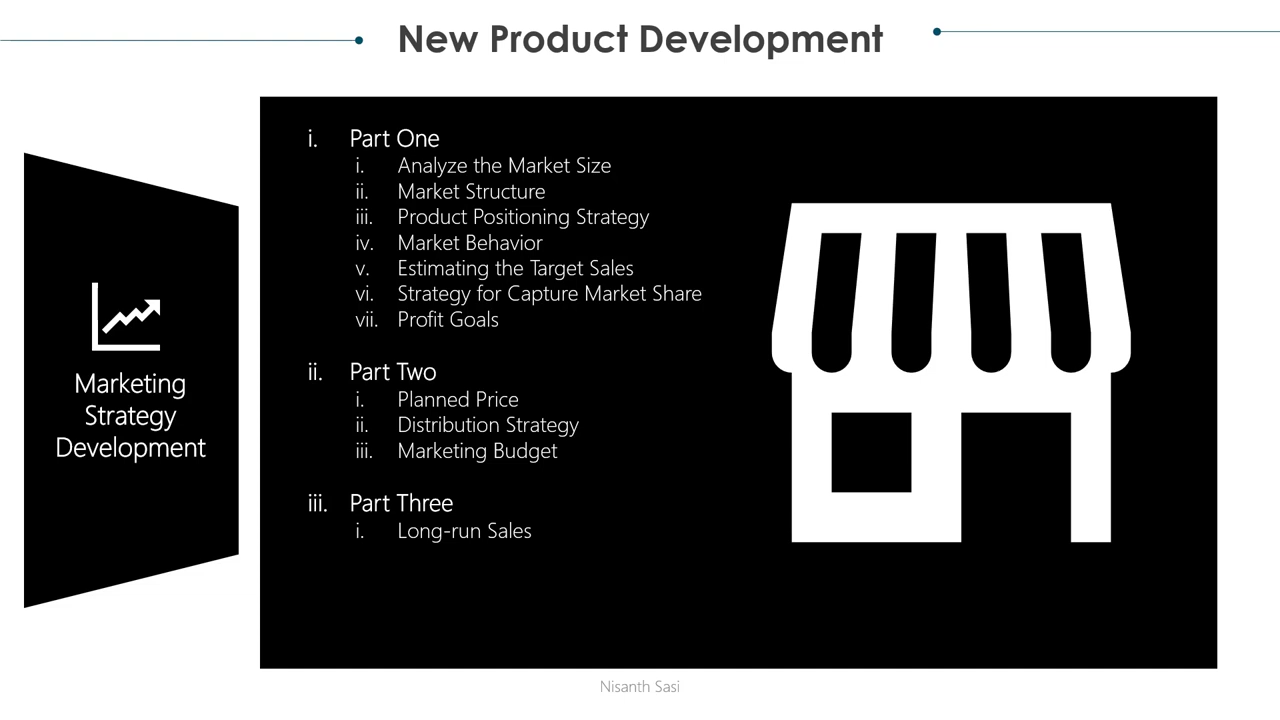 New Product Development
Marketing
Strategy
Development
i. Part One
i. Analyze the Market Size
ii. Market Structure
iii. Product Positioning Strategy
iv. Market Behavior
v. Estimating the Target Sales
vi. Strategy for Capture Market Share
vii. Profit Goals
ii. Part Two
i. Planned Price
ii. Distribution Strategy
iii. Marketing Budget
iii. Part Three
i. Long-run Sales
Nisanth Sasi